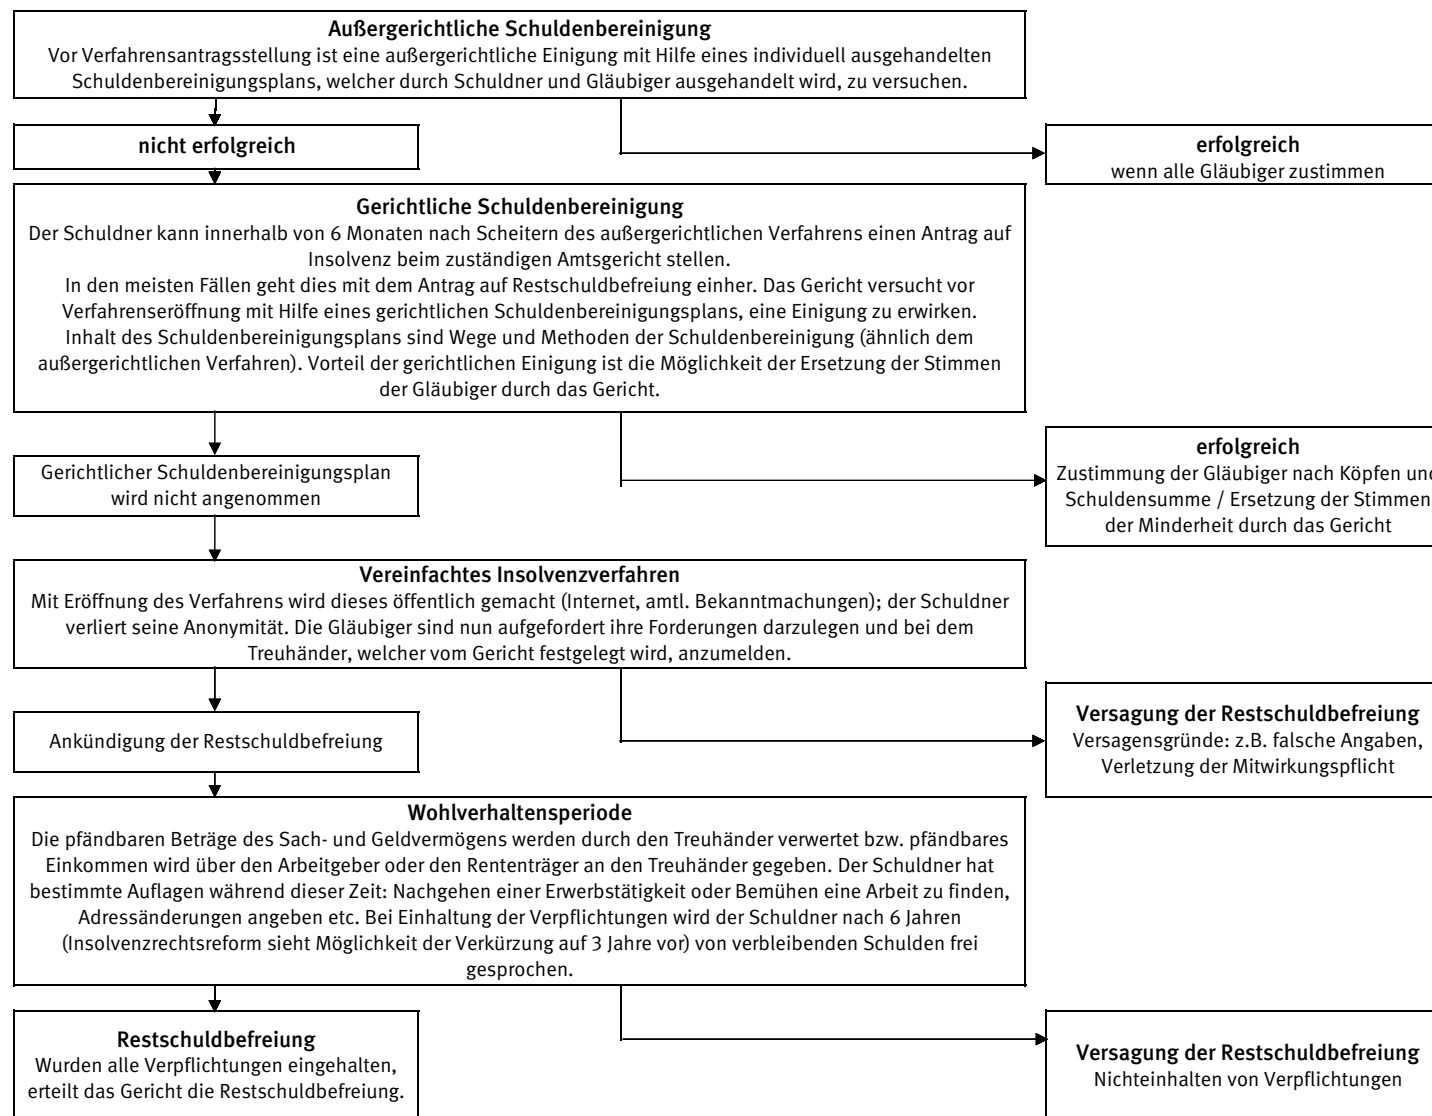 Außergerichtliche Schuldenbereinigung
Vor Verfahrensantragsstellung ist eine außergerichtliche Einigung mit Hilfe eines individuell ausgehandelten
Schuldenbereinigungsplans, welcher durch Schuldner und Gläubiger ausgehandelt wird, zu versuchen.
nicht erfolgreich
erfolgreich
wenn alle Gläubiger zustimmen
Gerichtliche Schuldenbereinigung
Der Schuldner kann innerhalb von 6 Monaten nach Scheitern des außergerichtlichen Verfahrens einen Antrag auf
Insolvenz beim zuständigen Amtsgericht stellen.
In den meisten Fällen geht dies mit dem Antrag auf Restschuldbefreiung einher. Das Gericht versucht vor
Verfahrenseröffnung mit Hilfe eines gerichtlichen Schuldenbereinigungsplans, eine Einigung zu erwirken.
Inhalt des Schuldenbereinigungsplans sind Wege und Methoden der Schuldenbereinigung (ähnlich dem
außergerichtlichen Verfahren). Vorteil der gerichtlichen Einigung ist die Möglichkeit der Ersetzung der Stimmen
der Gläubiger durch das Gericht.
Gerichtlicher Schuldenbereinigungsplan
wird nicht angenommen
erfolgreich
Zustimmung der Gläubiger nach Köpfen und
Schuldensumme / Ersetzung der Stimmen
der Minderheit durch das Gericht
Vereinfachtes Insolvenzverfahren
Mit Eröffnung des Verfahrens wird dieses öffentlich gemacht (Internet, amtl. Bekanntmachungen); der Schuldner
verliert seine Anonymität. Die Gläubiger sind nun aufgefordert ihre Forderungen darzulegen und bei dem
Treuhänder, welcher vom Gericht festgelegt wird, anzumelden.
Ankündigung der Restschuldbefreiung
Versagung der Restschuldbefreiung
Versagensgründe: z.B. falsche Angaben,
Verletzung der Mitwirkungspflicht
Wohlverhaltensperiode
Die pfändbaren Beträge des Sach- und Geldvermögens werden durch den Treuhänder verwertet bzw. pfändbares
Einkommen wird über den Arbeitgeber oder den Rententräger an den Treuhänder gegeben. Der Schuldner hat
bestimmte Auflagen während dieser Zeit: Nachgehen einer Erwerbstätigkeit oder Bemühen eine Arbeit zu finden,
Adressänderungen angeben etc. Bei Einhaltung der Verpflichtungen wird der Schuldner nach 6 Jahren
(Insolvenzrechtsreform sieht Möglichkeit der Verkürzung auf 3 Jahre vor) von verbleibenden Schulden frei
gesprochen.
Restschuldbefreiung
Wurden alle Verpflichtungen eingehalten,
erteilt das Gericht die Restschuldbefreiung.
Versagung der Restschuldbefreiung
Nichteinhalten von Verpflichtungen